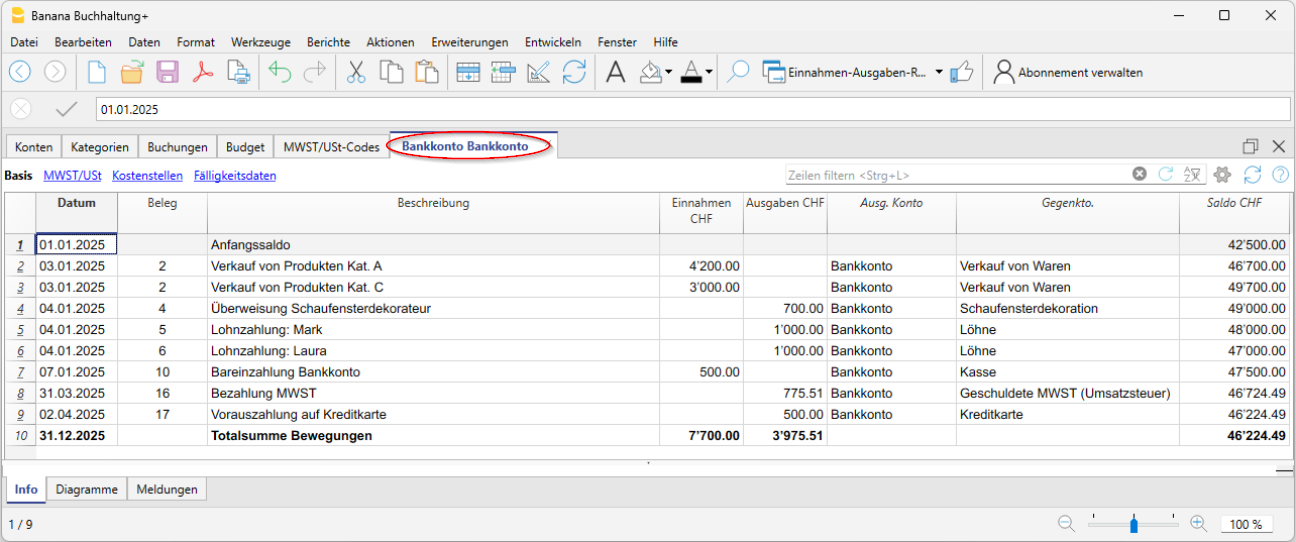 Banana Buchhaltung+
Datei Bearbeiten Daten Format Werkzeuge Berichte Aktionen Erweiterungen Entwickeln Fenster Hilfe
Einnahmen-Ausgaben-R... Abonnement verwalten
01.01.2025
Konten Kategorien Buchungen Budget MWST/USt-Codes Bankkonto Bankkonto
Basis MWST/USt Kostenstellen Fälligkeitsdaten Zeilen filtern <Strg+L>
Datum Beleg Beschreibung Einnahmen CHF Ausgaben CHF Ausg. Konto Gegenkto. Saldo CHF
1 01.01.2025 Anfangssaldo 42'500.00
2 03.01.2025 2 Verkauf von Produkten Kat. A 4'200.00 Bankkonto Verkauf von Waren 46'700.00
3 03.01.2025 2 Verkauf von Produkten Kat. C 3'000.00 Bankkonto Verkauf von Waren 49'700.00
4 04.01.2025 4 Überweisung Schaufensterdekorateur 700.00 Bankkonto Schaufensterdekoration 49'000.00
5 04.01.2025 5 Lohnzahlung: Mark 1'000.00 Bankkonto Löhne 48'000.00
6 04.01.2025 6 Lohnzahlung: Laura 1'000.00 Bankkonto Löhne 47'000.00
7 07.01.2025 10 Bareinzahlung Bankkonto 500.00 Bankkonto Kasse 47'500.00
8 31.03.2025 16 Bezahlung MWST 775.51 Bankkonto Geschuldete MWST (Umsatzsteuer) 46'724.49
9 02.04.2025 17 Vorauszahlung auf Kreditkarte 500.00 Bankkonto Kreditkarte 46'224.49
10 31.12.2025 Totalsumme Bewegungen 7'700.00 3'975.51 46'224.49
Info Diagramme Meldungen
1 / 9 100 %